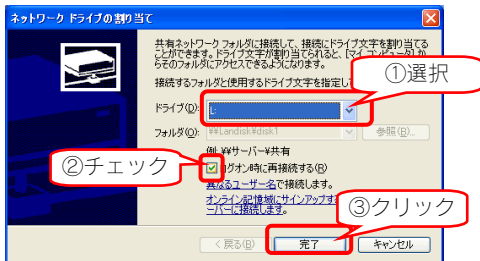 ネットワーク ドライブの割り当て
共有ネットワーク フォルダに接続して、接続にドライブ文字を割り当てる
ことができます。ドライブ文字が割り当てられると、[マイ コンピュータ] か
らそのフォルダにアクセスできるようになります。
接続するフォルダと使用するドライブ文字を指定して
①選択
ドライブ(D):
フォルダ(O): ¥¥Landisk¥disk1 参照(B)...
例: ¥¥サーバー¥共有
②チェック
グオン時に再接続する(R)
異なるユーザー名で接続します。
オンライン記憶域にサインアップす
ーバーに接続します。
③クリック
< 戻る(B) 完了 キャンセル